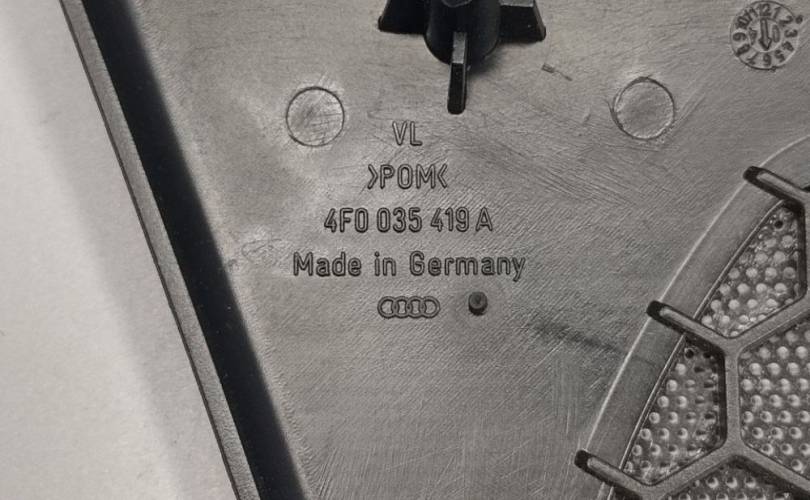 VL
>POM<
4F0 035 419 A
Made in Germany